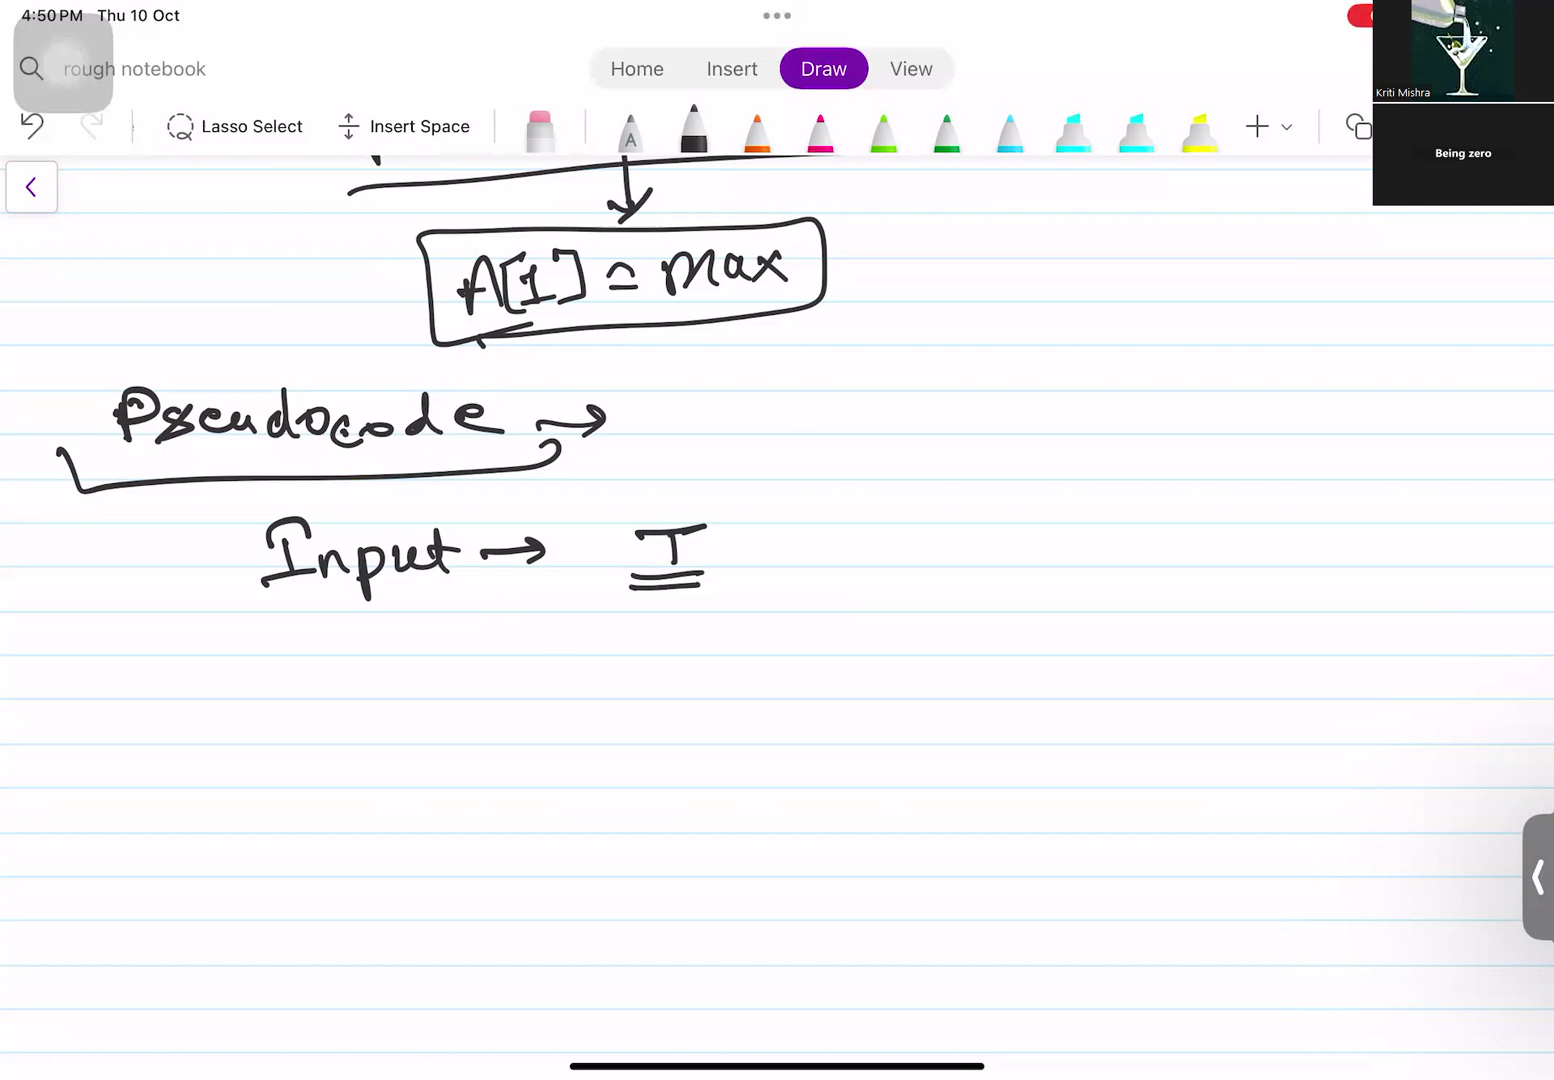 4:50 PM Thu 10 Oct
rough notebook
Home Insert Draw View
Lasso Select Insert Space
A
Kriti Mishra
Being zero
A[1] = max
Pseudocode →
Input → T